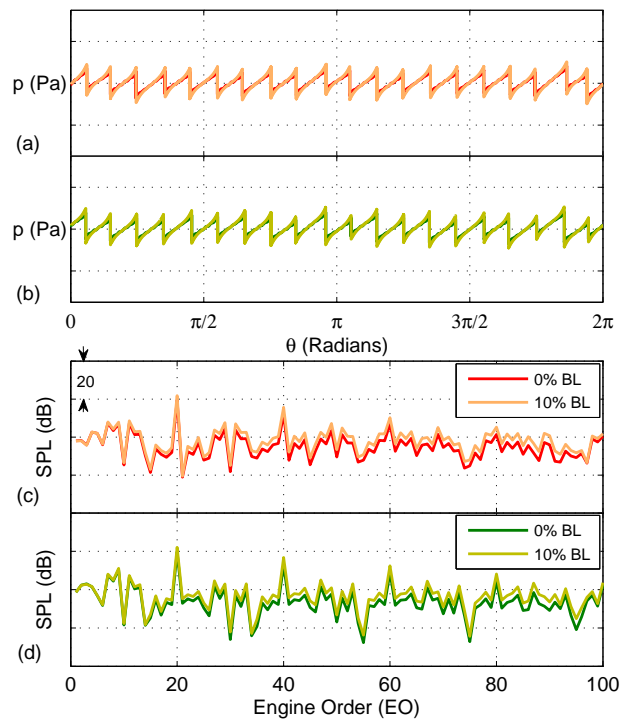 p (Pa)
(a)
p (Pa)
(b)
0 π/2 π 3π/2 2π
θ (Radians)
20
0% BL
10% BL
SPL (dB)
(c)
0% BL
10% BL
SPL (dB)
(d)
0 20 40 60 80 100
Engine Order (EO)